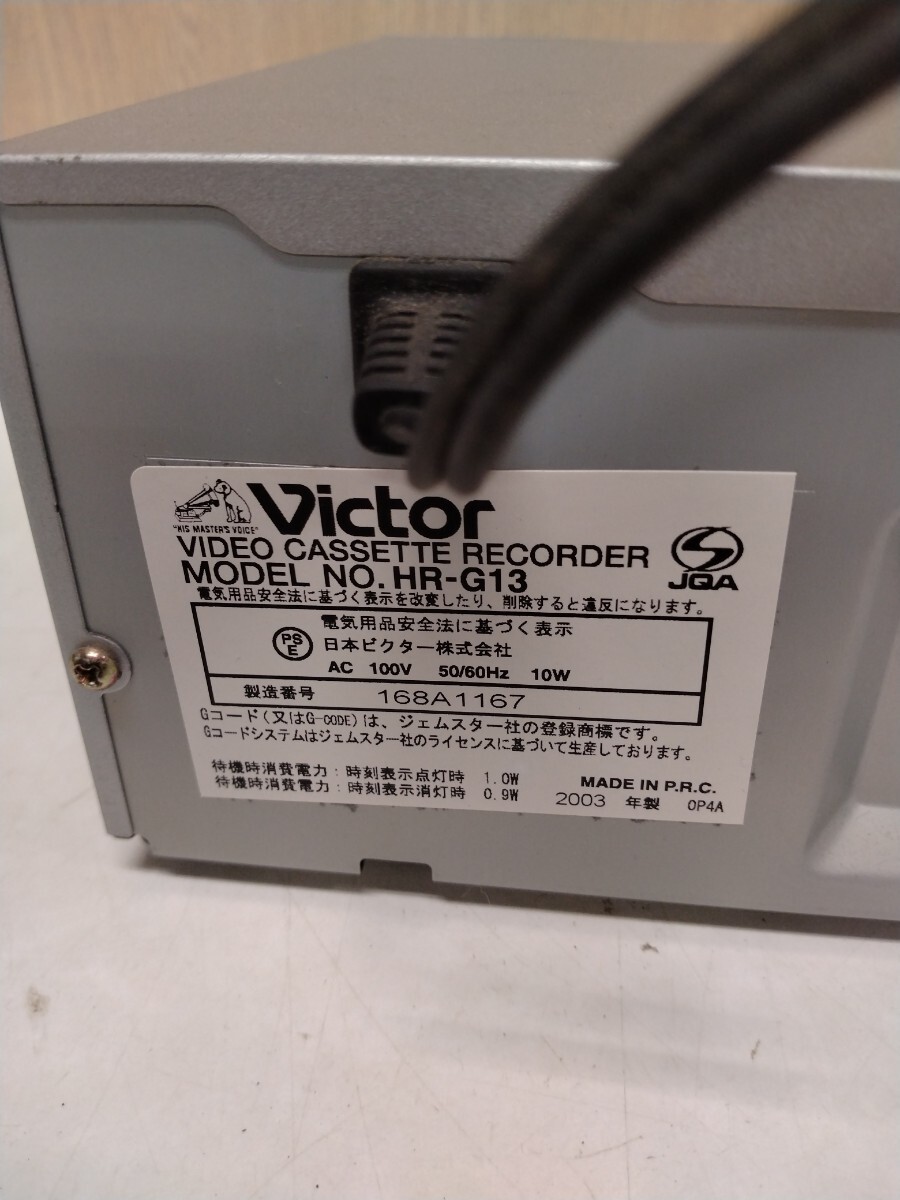 "HIS MASTER'S VOICE"
Victor
VIDEO CASSETTE RECORDER
MODEL NO. HR-G13
JQA
電気用品安全法に基づく表示を改変したり、削除すると違反になります。
電気用品安全法に基づく表示
PS
E
日本ビクター株式会社
AC 100V 50/60Hz 10W
製造番号 168A1167
Gコード(又はG-CODE)は、ジェムスター社の登録商標です。
Gコードシステムはジェムスター社のライセンスに基づいて生産しております。
待機時消費電力:時刻表示点灯時 1.0W
待機時消費電力:時刻表示消灯時 0.9W
MADE IN P.R.C.
2003 年製 0P4A